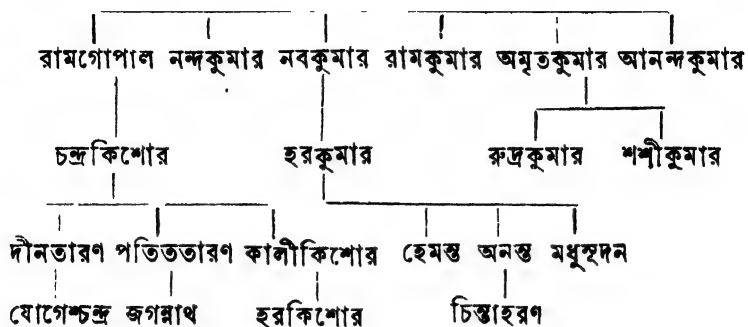 রামগোপাল নন্দকুমার নবকুমার রামকুমার অমৃতকুমার আনন্দকুমার
চন্দ্রকিশোর হরকুমার রুদ্রকুমার শশীকুমার
দীনতারণ পতিততারণ কালীকিশোর হেমন্ত অনন্ত মধুসূদন
যোগেশচন্দ্র জগন্নাথ হরকিশোর চিন্তাহরণ